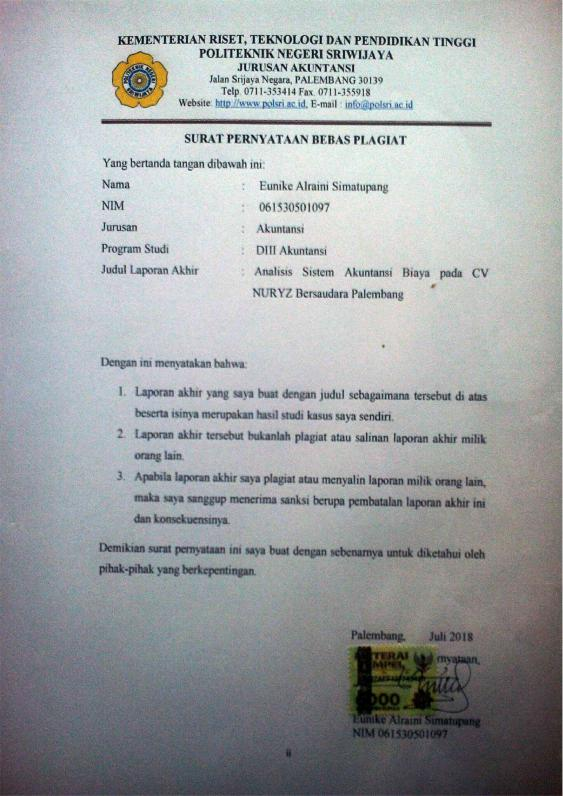 KEMENTERIAN RISET, TEKNOLOGI DAN PENDIDIKAN TINGGI
POLITEKNIK NEGERI SRIWIJAYA
JURUSAN AKUNTANSI
Jalan Srijaya Negara, PALEMBANG 30139
Telp. 0711-353414 Fax. 0711-355918
Website: http://www.polsri.ac.id, E-mail : info@polsri.ac.id
SURAT PERNYATAAN BEBAS PLAGIAT
Yang bertanda tangan dibawah ini:
Nama : Eunike Alraini Simatupang
NIM : 061530501097
Jurusan : Akuntansi
Program Studi : DIII Akuntansi
Judul Laporan Akhir : Analisis Sistem Akuntansi Biaya pada CV
NURYZ Bersaudara Palembang
Dengan ini menyatakan bahwa:
1. Laporan akhir yang saya buat dengan judul sebagaimana tersebut di atas
beserta isinya merupakan hasil studi kasus saya sendiri.
2. Laporan akhir tersebut bukanlah plagiat atau salinan laporan akhir milik
orang lain.
3. Apabila laporan akhir saya plagiat atau menyalin laporan milik orang lain,
maka saya sanggup menerima sanksi berupa pembatalan laporan akhir ini
dan konsekuensinya.
Demikian surat pernyataan ini saya buat dengan sebenarnya untuk diketahui oleh
pihak-pihak yang berkepentingan.
Palembang, Juli 2018
myataan,
TERAI
MPEL
000
Eunike Alraini Simatupang
NIM 061530501097
ii